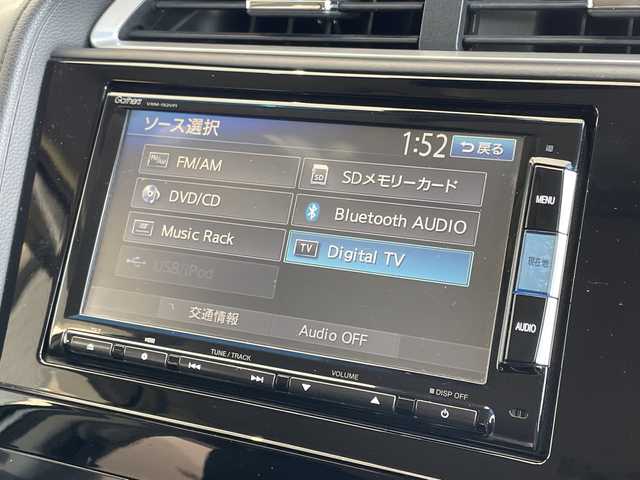 Gathers
ソース選択
1:52
戻る
FM/AM
SD
SDメモリーカード
DVD/CD
Bluetooth AUDIO
Music Rack
TV
Digital TV
USB/iPod
交通情報
Audio OFF
MENU
現在地
AUDIO
TUNE / TRACK
VOLUME
DISP OFF